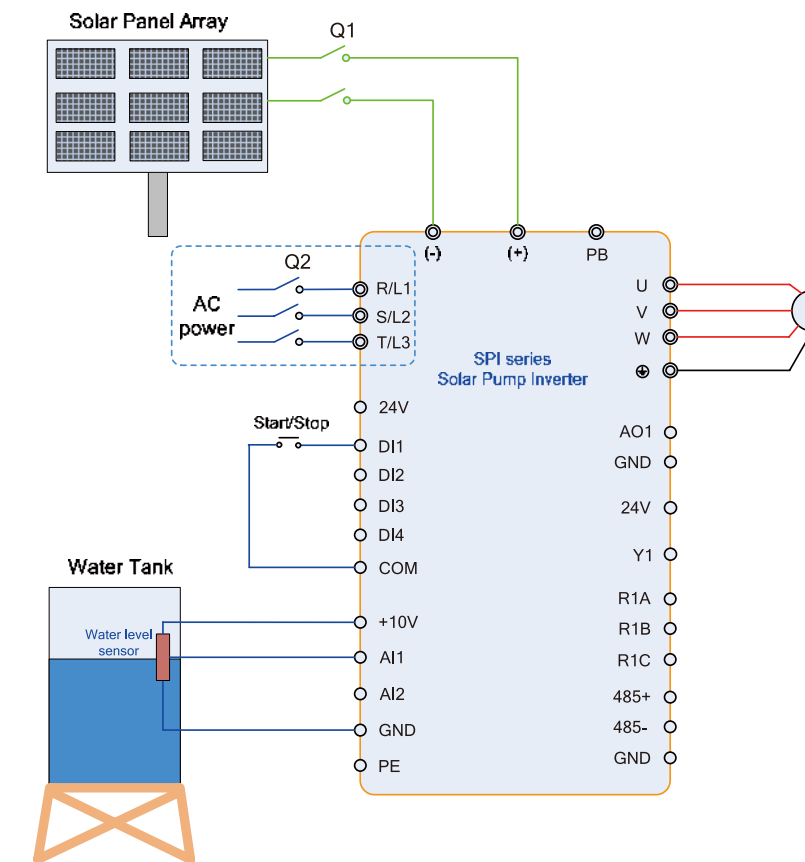 Solar Panel Array
Q1
(-)
(+)
PB
Q2
AC
power
R/L1
S/L2
T/L3
U
V
W
SPI series
Solar Pump Inverter
24V
Start/Stop
DI1
DI2
DI3
DI4
COM
AO1
GND
24V
Y1
Water Tank
Water level
sensor
+10V
AI1
AI2
GND
PE
R1A
R1B
R1C
485+
485-
GND